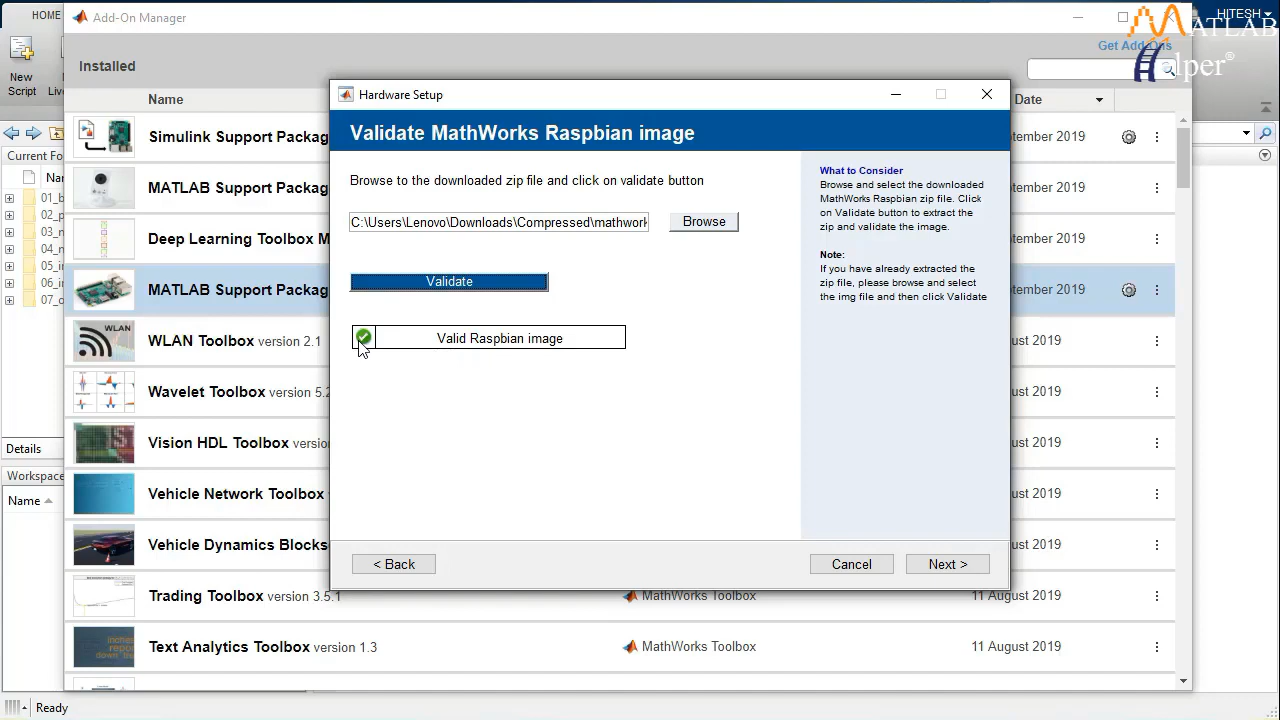 HOME
Add-On Manager
HITESH
MATLAB
Helper®
Get Add-Ons
Installed
New
Script
Name
Date
Hardware Setup
Validate MathWorks Raspbian image
Browse to the downloaded zip file and click on validate button
C:\Users\Lenovo\Downloads\Compressed\mathwork
Browse
Validate
Valid Raspbian image
What to Consider
Browse and select the downloaded
MathWorks Raspbian zip file. Click
on Validate button to extract the
zip and validate the image.
Note:
If you have already extracted the
zip file, please browse and select
the img file and then click Validate
< Back
Cancel
Next >
Current Fo
Na
01_b
02_p
03_n
04_n
05_i
06_i
07_o
Details
Workspace
Name
Simulink Support Packag
tember 2019
MATLAB Support Packag
tember 2019
Deep Learning Toolbox M
tember 2019
MATLAB Support Packag
tember 2019
WLAN
WLAN Toolbox version 2.1
ust 2019
Wavelet Toolbox version 5.2
ust 2019
Vision HDL Toolbox versio
ust 2019
Vehicle Network Toolbox
ust 2019
Vehicle Dynamics Blocks
ust 2019
Trading Toolbox version 3.5.1
MathWorks Toolbox
11 August 2019
Text Analytics Toolbox version 1.3
MathWorks Toolbox
11 August 2019
Ready